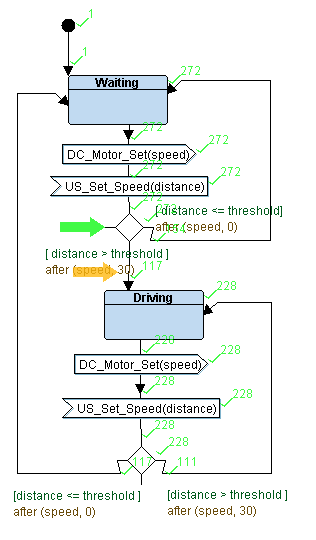 1
1
Waiting
272
272
272
DC_Motor_Set(speed)
272
US_Set_Speed(distance)
272
[ distance <= threshold]
after (speed, 0)
[ distance > threshold ]
after (speed, 30)
117
Driving
228
DC_Motor_Set(speed)
228
228
US_Set_Speed(distance)
228
228
228
117
111
[distance <= threshold ]
after (speed, 0)
[distance > threshold ]
after (speed, 30)